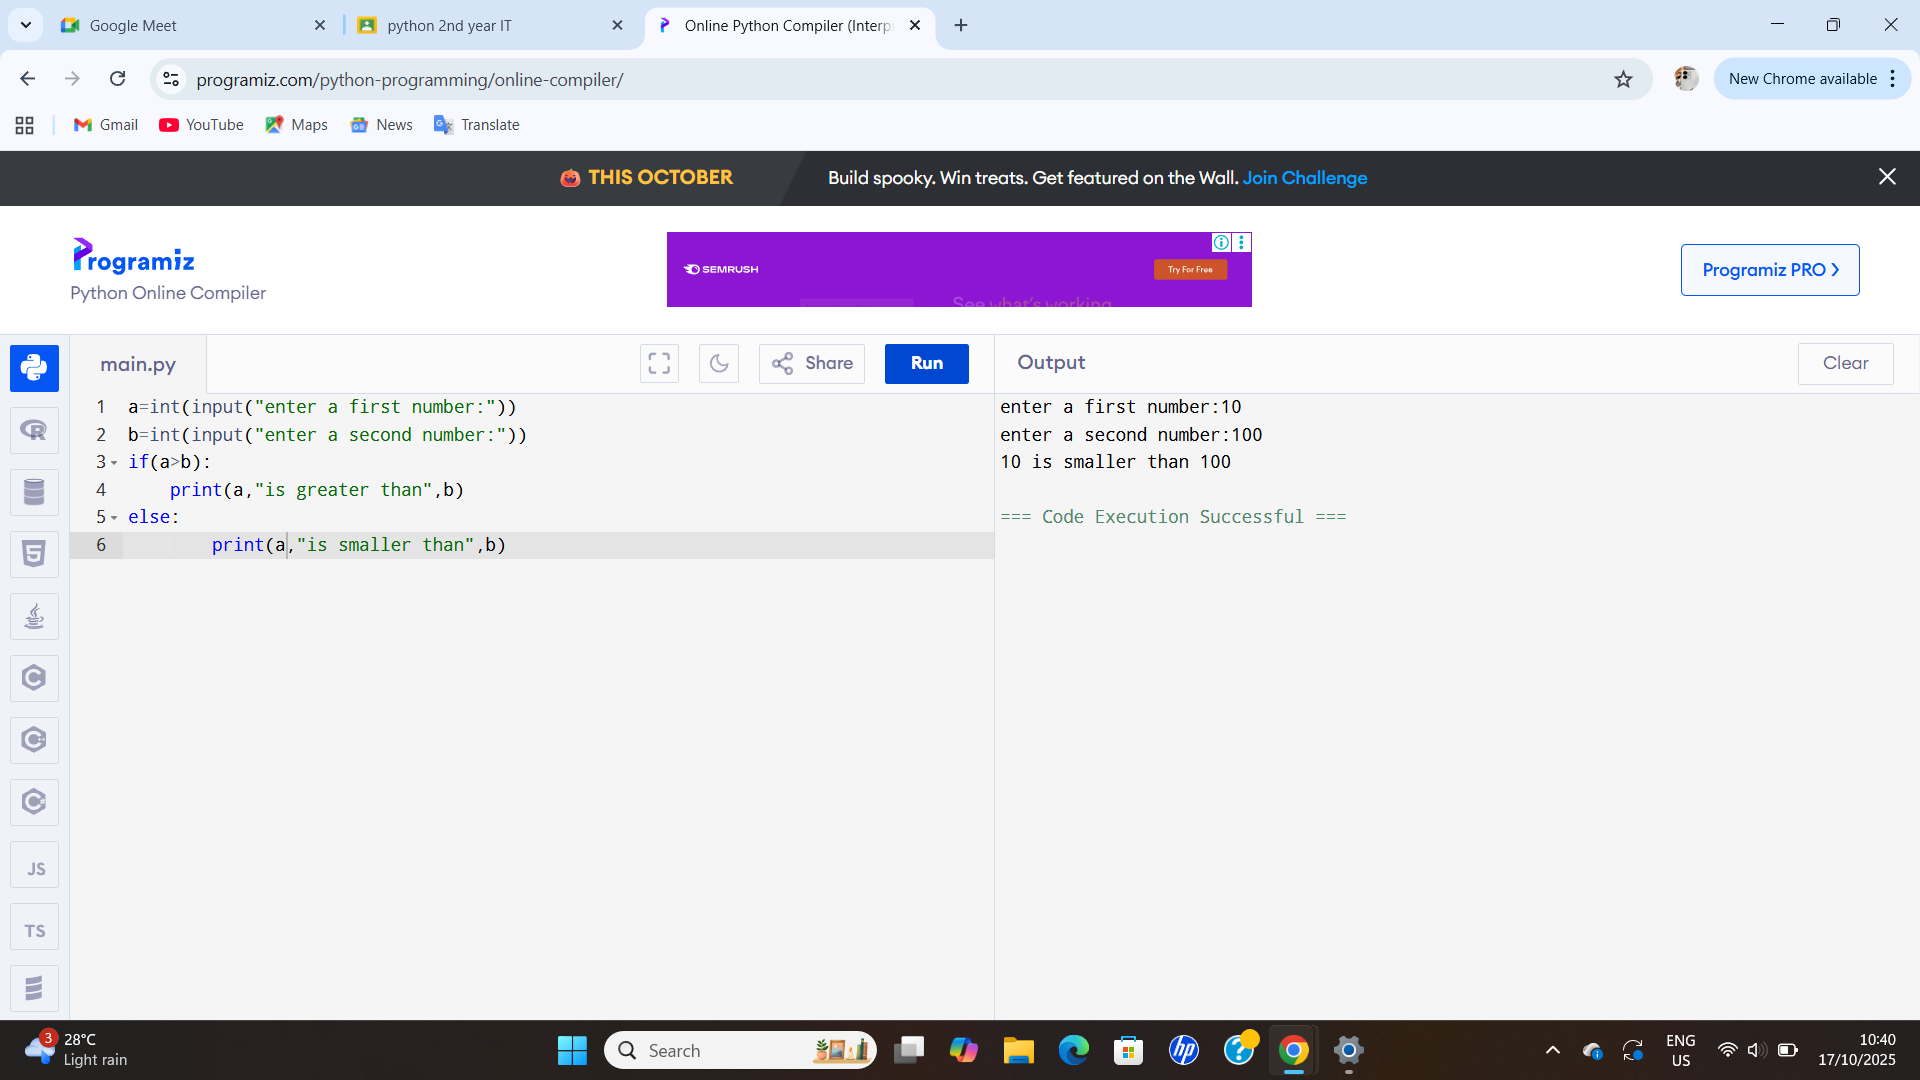 Google Meet
python 2nd year IT
Online Python Compiler (Interp
programiz.com/python-programming/online-compiler/
New Chrome available
Gmail
YouTube
Maps
News
Translate
THIS OCTOBER
Build spooky. Win treats. Get featured on the Wall. Join Challenge
Programiz
Python Online Compiler
SEMRUSH
See what's working
Try For Free
Programiz PRO
main.py
Share
Run
Output
Clear
1 a=int(input("enter a first number:"))
2 b=int(input("enter a second number:"))
3 if(a>b):
4     print(a,"is greater than",b)
5 else:
6         print(a,"is smaller than",b)
enter a first number:10
enter a second number:100
10 is smaller than 100
=== Code Execution Successful ===
R
5
C
C
C
JS
TS
3
28°C
Light rain
Search
hp
ENG
US
10:40
17/10/2025